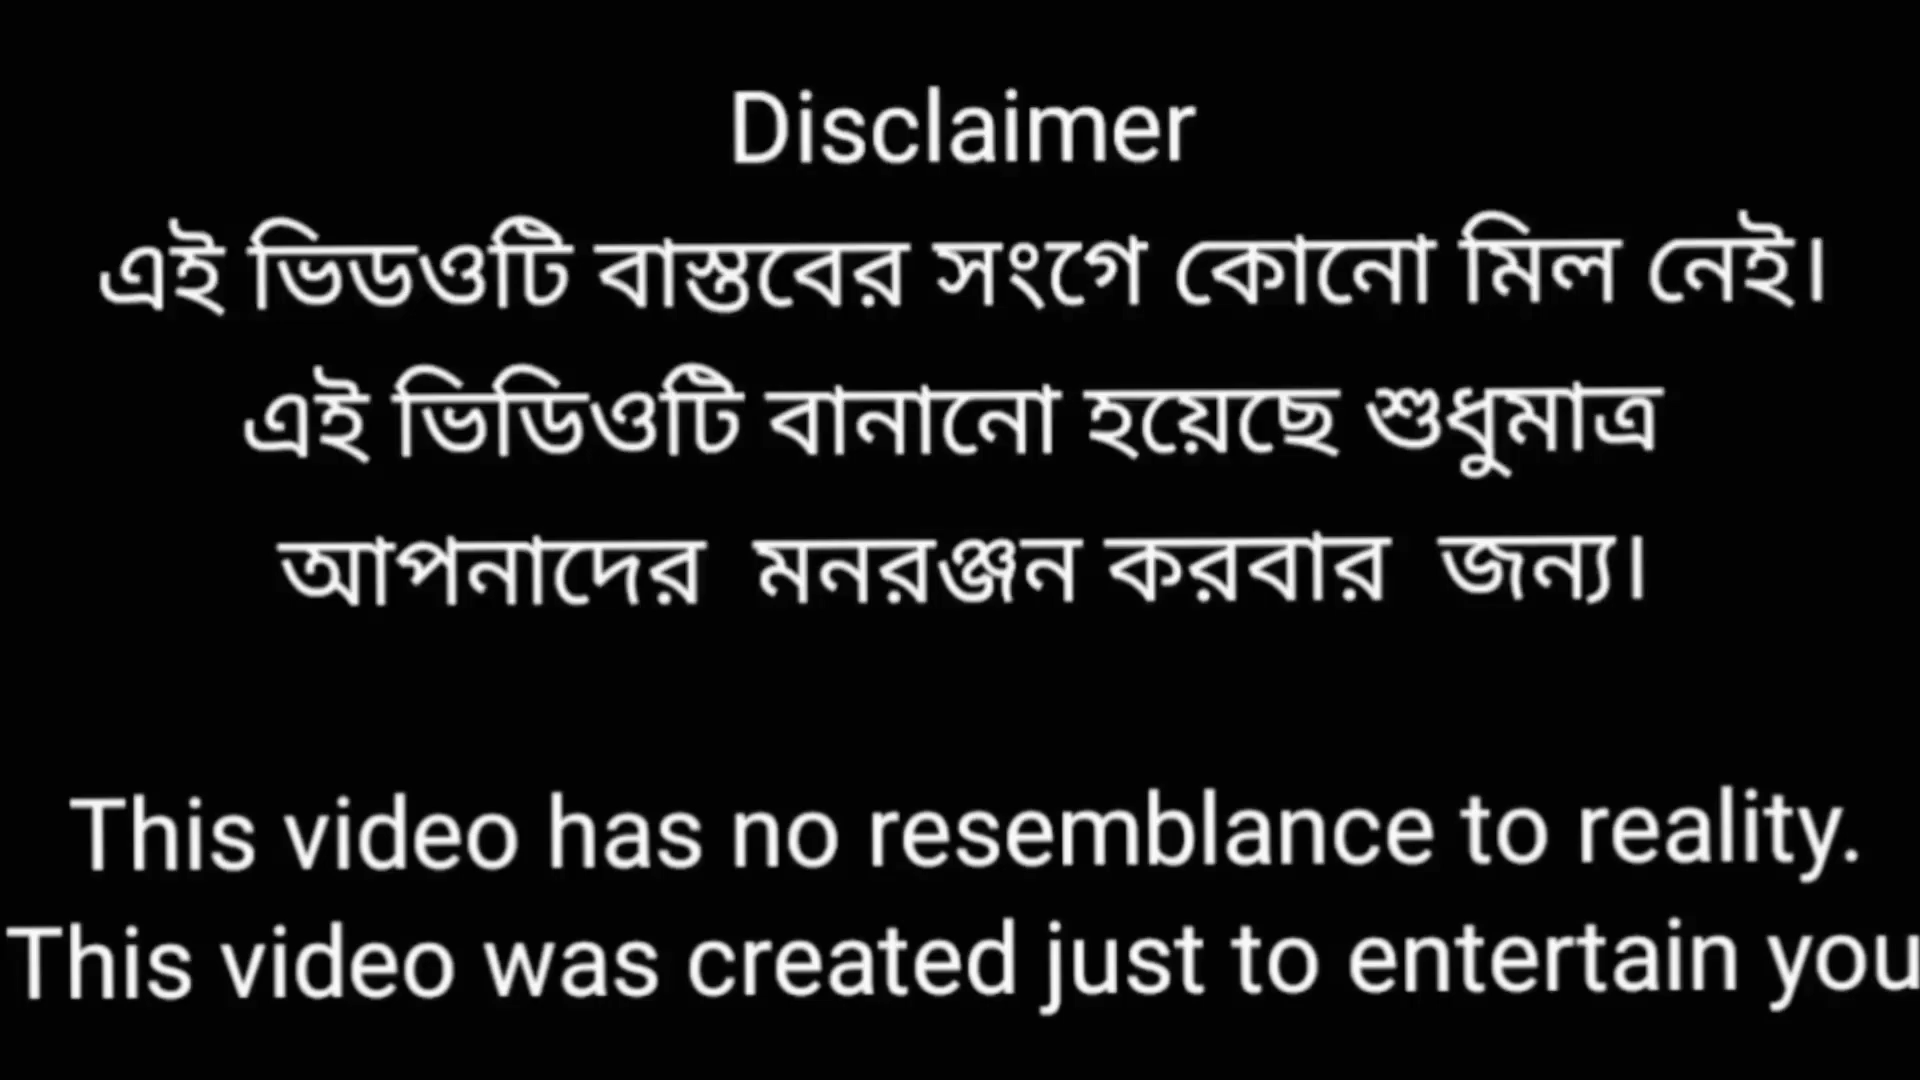 Disclaimer
এই ভিডওটি বাস্তবের সংগে কোনো মিল নেই।
এই ভিডিওটি বানানো হয়েছে শুধুমাত্র
আপনাদের মনরঞ্জন করবার জন্য।
This video has no resemblance to reality.
This video was created just to entertain you